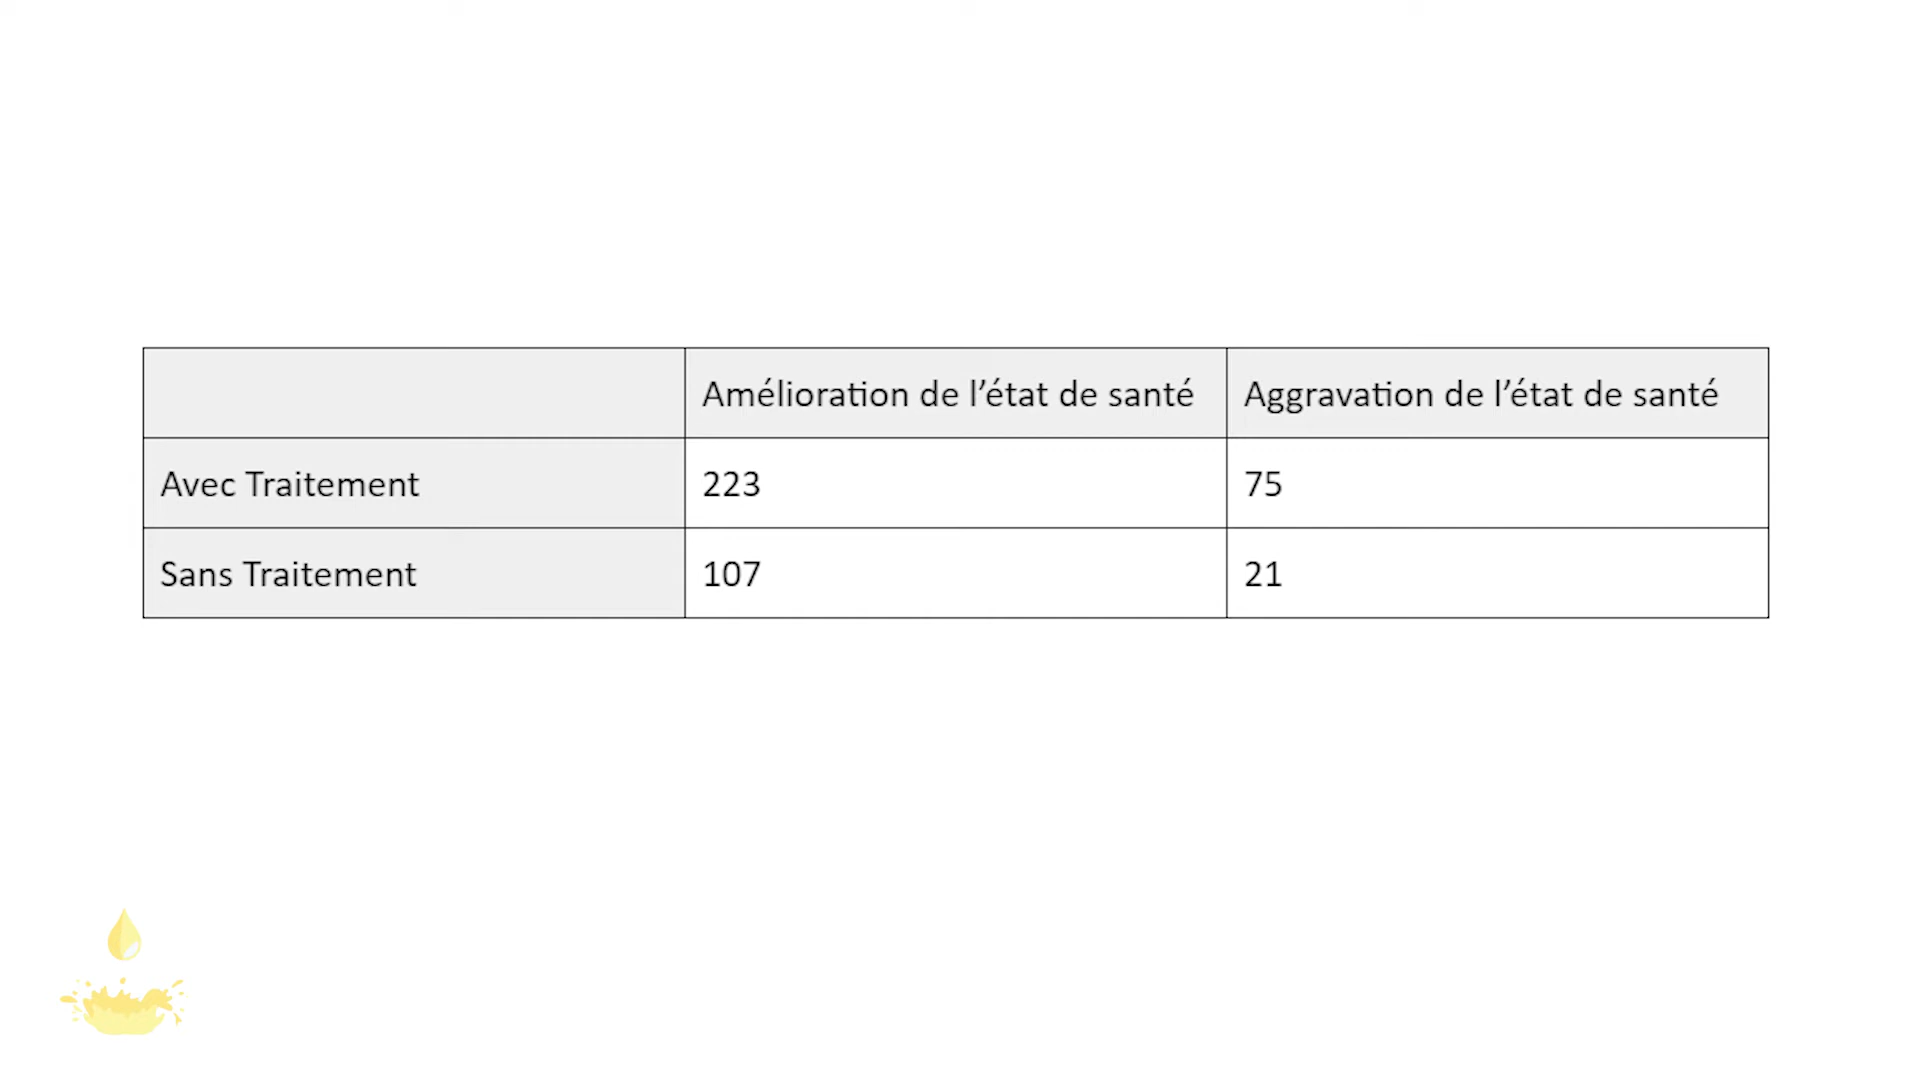 Amélioration de l’état de santé Aggravation de l’état de santé
Avec Traitement 223 75
Sans Traitement 107 21